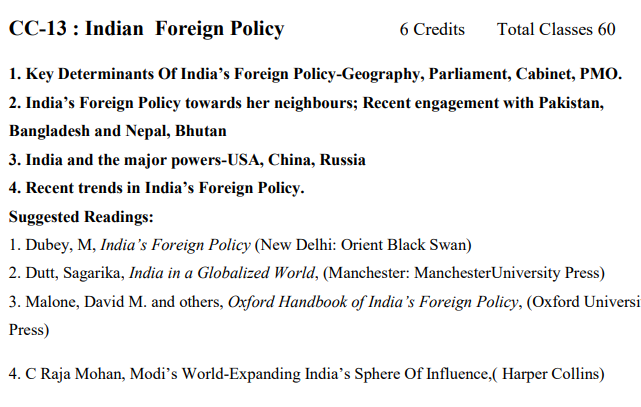 CC-13 : Indian Foreign Policy 6 Credits Total Classes 60
1. Key Determinants Of India's Foreign Policy-Geography, Parliament, Cabinet, PMO.
2. India's Foreign Policy towards her neighbours; Recent engagement with Pakistan,
Bangladesh and Nepal, Bhutan
3. India and the major powers-USA, China, Russia
4. Recent trends in India's Foreign Policy.
Suggested Readings:
1. Dubey, M, India's Foreign Policy (New Delhi: Orient Black Swan)
2. Dutt, Sagarika, India in a Globalized World, (Manchester: ManchesterUniversity Press)
3. Malone, David M. and others, Oxford Handbook of India's Foreign Policy, (Oxford Universi
Press)
4. C Raja Mohan, Modi's World-Expanding India's Sphere Of Influence,( Harper Collins)